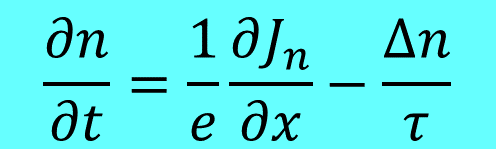 ∂n/∂t = 1/e ∂Jₙ/∂x − Δn/τ